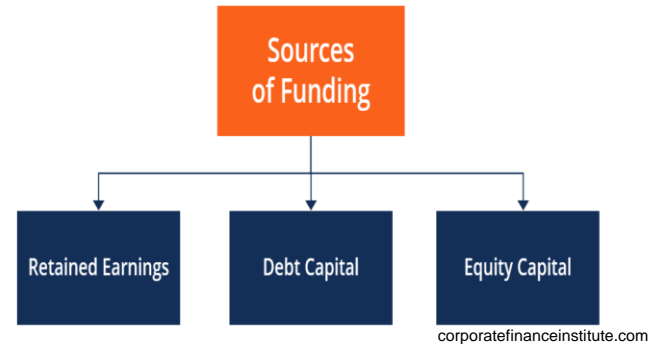 Sources
of Funding
Retained Earnings
Debt Capital
Equity Capital
corporatefinanceinstitute.com